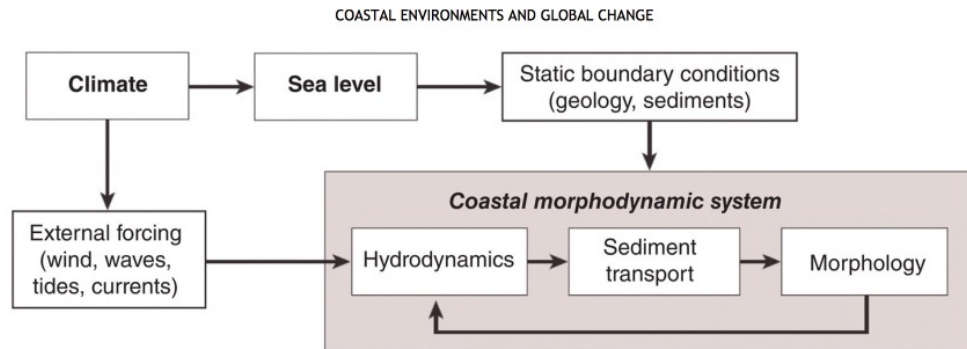 COASTAL ENVIRONMENTS AND GLOBAL CHANGE
Climate
Sea level
Static boundary conditions
(geology, sediments)
Coastal morphodynamic system
External forcing
(wind, waves,
tides, currents)
Hydrodynamics
Sediment
transport
Morphology